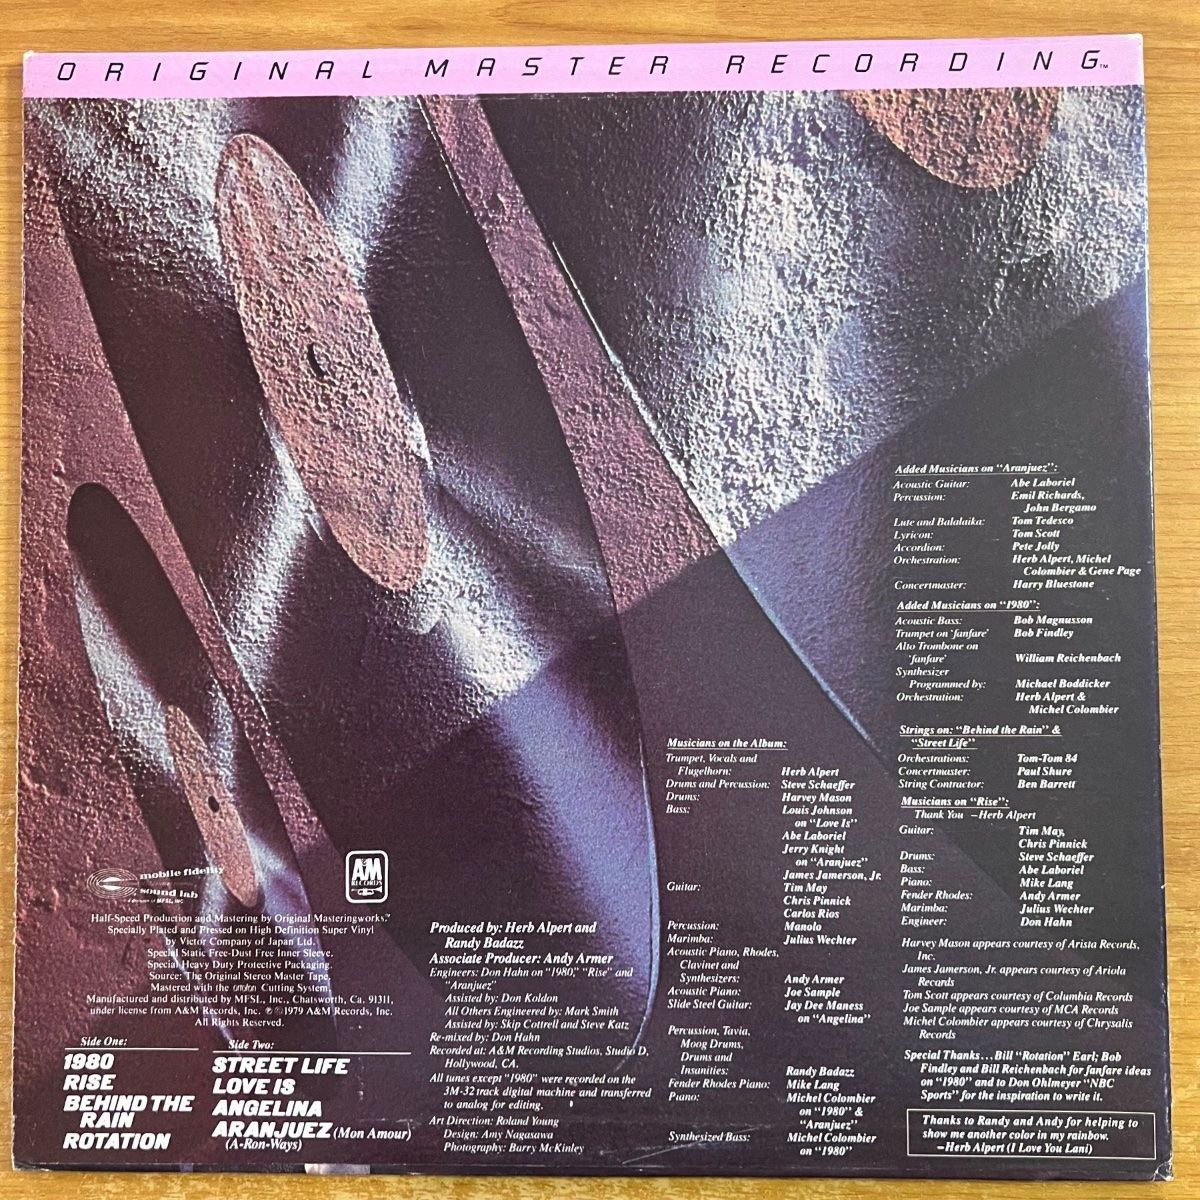 ORIGINAL MASTER RECORDING™
Added Musicians on "Aranjuez":
Acoustic Guitar: Abe Laboriel
Percussion: Emil Richards,
John Bergamo
Lute and Balalaika: Tom Tedesco
Lyricon: Tom Scott
Accordion: Pete Jolly
Orchestration: Herb Alpert, Michel
Colombier & Gene Page
Concertmaster: Harry Bluestone
Added Musicians on "1980":
Acoustic Bass: Bob Magnusson
Trumpet on 'fanfare' Bob Findley
Alto Trombone on
'fanfare' William Reichenbach
Synthesizer
Programmed by: Michael Boddicker
Orchestration: Herb Alpert &
Michel Colombier
Strings on: "Behind the Rain" &
"Street Life"
Orchestrations: Tom-Tom 84
Concertmaster: Paul Shure
String Contractor: Ben Barrett
Musicians on "Rise":
Thank You —Herb Alpert
Guitar: Tim May,
Chris Pinnick
Drums: Steve Schaeffer
Bass: Abe Laboriel
Piano: Mike Lang
Fender Rhodes: Andy Armer
Marimba: Julius Wechter
Engineer: Don Hahn
Harvey Mason appears courtesy of Arista Records,
Inc.
James Jamerson, Jr. appears courtesy of Ariola
Records
Tom Scott appears courtesy of Columbia Records
Joe Sample appears courtesy of MCA Records
Michel Colombier appears courtesy of Chrysalis
Records
Special Thanks...Bill "Rotation" Earl; Bob
Findley and Bill Reichenbach for fanfare ideas
on "1980" and to Don Ohlmeyer "NBC
Sports" for the inspiration to write it.
Thanks to Randy and Andy for helping to
show me another color in my rainbow.
—Herb Alpert (I Love You Lani)
Musicians on the Album:
Trumpet, Vocals and
Flugelhorn: Herb Alpert
Drums and Percussion: Steve Schaeffer
Drums: Harvey Mason
Bass: Louis Johnson
on "Love Is"
Abe Laboriel
Jerry Knight
on "Aranjuez"
James Jamerson, Jr.
Guitar: Tim May
Chris Pinnick
Carlos Rios
Percussion: Manolo
Marimba: Julius Wechter
Acoustic Piano, Rhodes,
Clavinet and
Synthesizers: Andy Armer
Acoustic Piano: Joe Sample
Slide Steel Guitar: Jay Dee Maness
on "Angelina"
Percussion, Tavia,
Moog Drums,
Drums and
Insanities: Randy Badazz
Fender Rhodes Piano: Mike Lang
Piano: Michel Colombier
on "1980" &
"Aranjuez"
Synthesized Bass: Michel Colombier
on "1980"
Produced by: Herb Alpert and
Randy Badazz
Associate Producer: Andy Armer
Engineers: Don Hahn on "1980," "Rise" and
"Aranjuez"
Assisted by: Don Koldon
All Others Engineered by: Mark Smith
Assisted by: Skip Cottrell and Steve Katz
Re-mixed by: Don Hahn
Recorded at: A&M Recording Studios, Studio D,
Hollywood, CA.
All tunes except "1980" were recorded on the
3M-32 track digital machine and transferred
to analog for editing.
Art Direction: Roland Young
Design: Amy Nagasawa
Photography: Barry McKinley
mobile fidelity
sound lab
a division of MFSL, INC.
A&M
RECORDS
Half-Speed Production and Mastering by Original Masteringworks.™
Specially Plated and Pressed on High Definition Super Vinyl
by Victor Company of Japan Ltd.
Special Static Free-Dust Free Inner Sleeve.
Special Heavy Duty Protective Packaging.
Source: The Original Stereo Master Tape.
Mastered with the ortofon Cutting System.
Manufactured and distributed by MFSL, Inc., Chatsworth, Ca. 91311,
under license from A&M Records, Inc. ℗©1979 A&M Records, Inc.
All Rights Reserved.
Side One:
1980
RISE
BEHIND THE
RAIN
ROTATION
Side Two:
STREET LIFE
LOVE IS
ANGELINA
ARANJUEZ (Mon Amour)
(A-Ron-Ways)